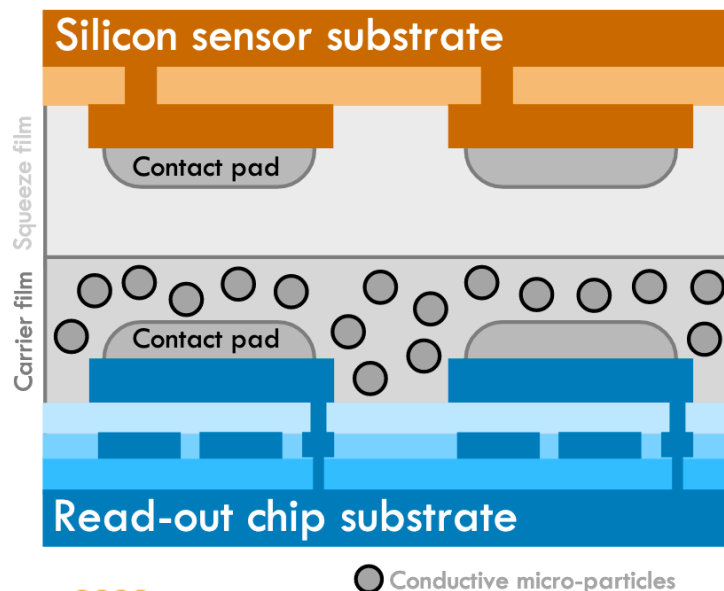 Silicon sensor substrate
Squeeze film
Contact pad
Carrier film
Contact pad
Read-out chip substrate
Conductive micro-particles